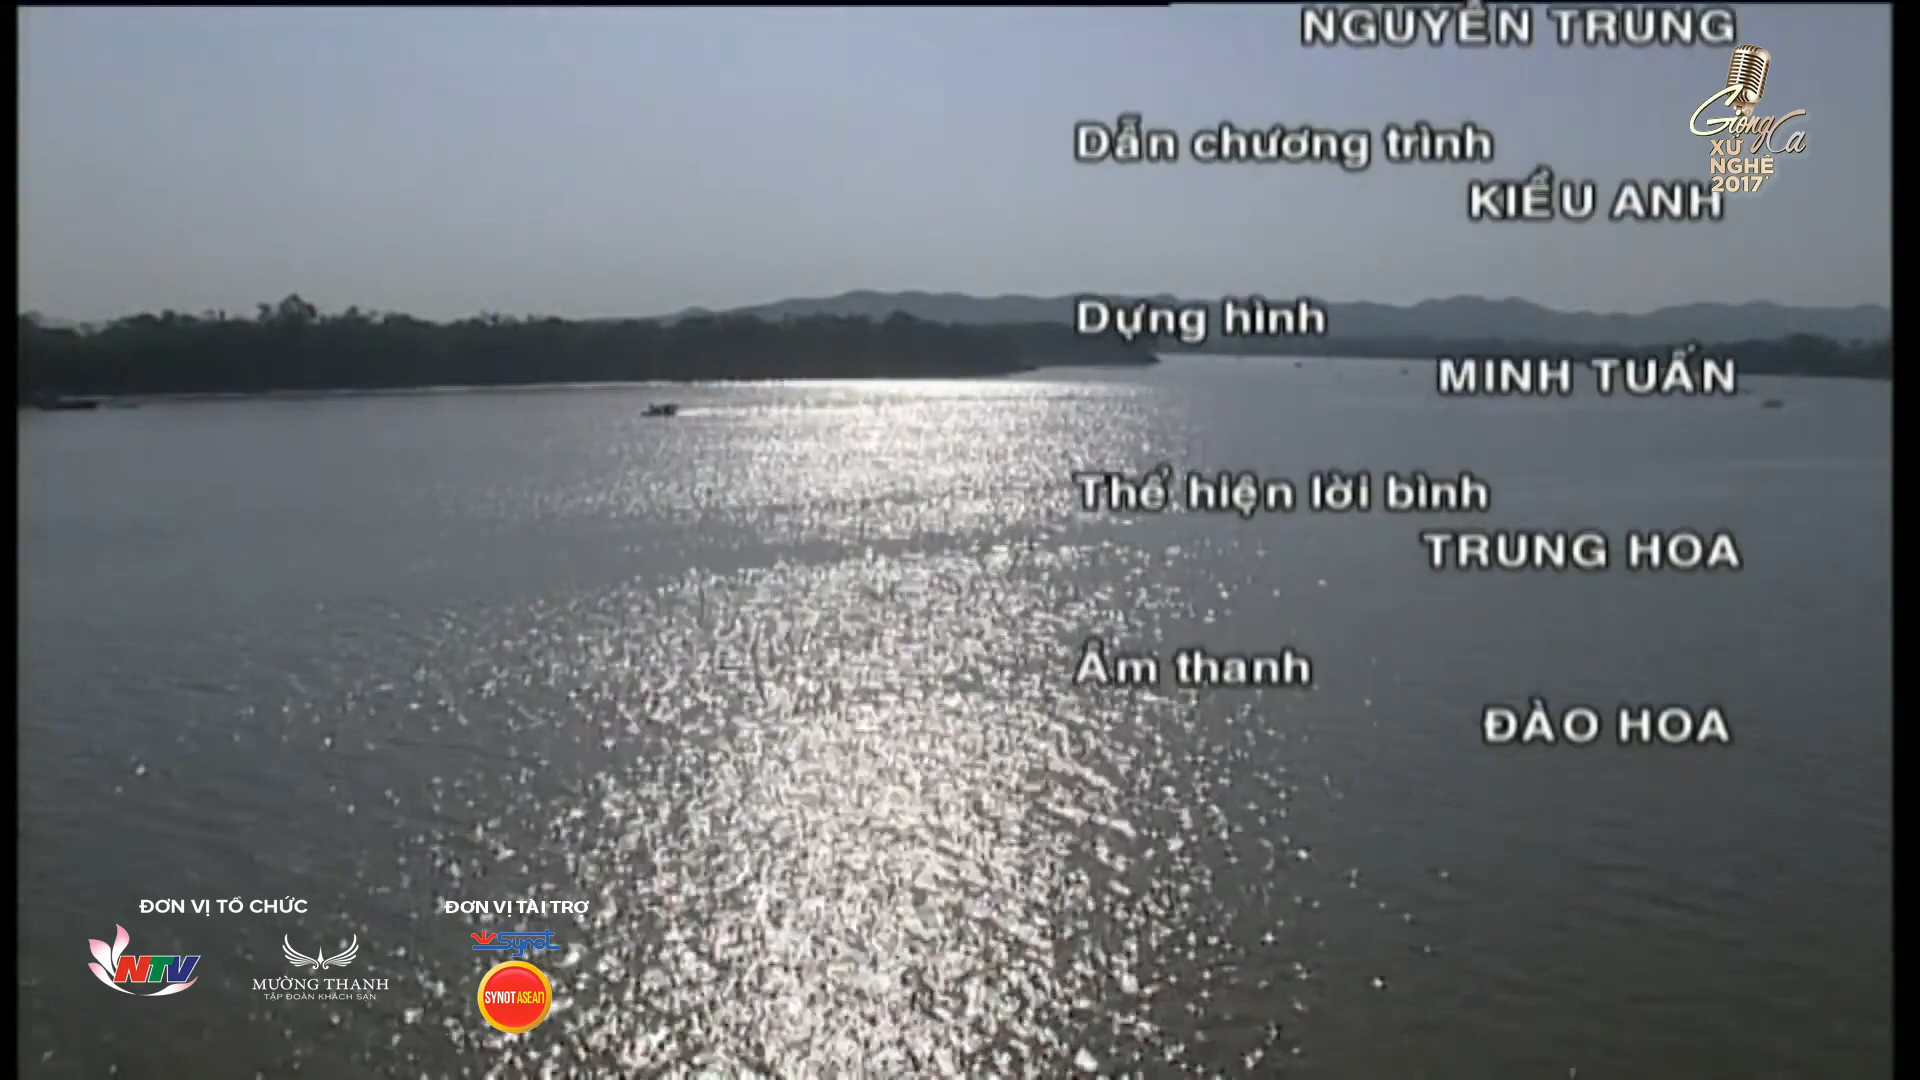 NGUYỄN TRUNG
Dẫn chương trình
KIỀU ANH
Dựng hình
MINH TUẤN
Thể hiện lời bình
TRUNG HOA
Âm thanh
ĐÀO HOA
Giọng Ca
XỨ
NGHỆ
2017
ĐƠN VỊ TỔ CHỨC
NTV
MƯỜNG THANH
TẬP ĐOÀN KHÁCH SẠN
ĐƠN VỊ TÀI TRỢ
Synot
SYNOT ASEAN